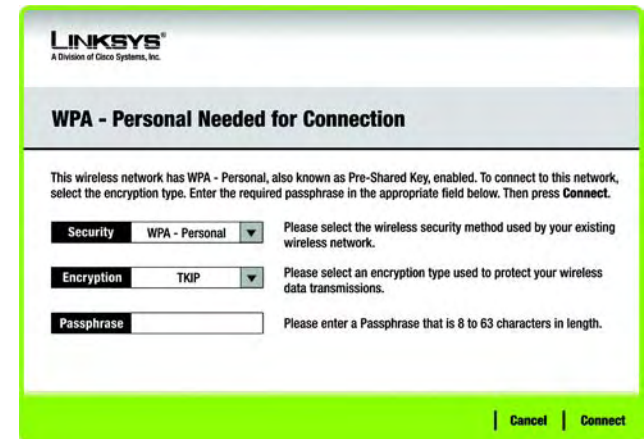 LINKSYS®
A Division of Cisco Systems, Inc.
WPA - Personal Needed for Connection
This wireless network has WPA - Personal, also known as Pre-Shared Key, enabled. To connect to this network,
select the encryption type. Enter the required passphrase in the appropriate field below. Then press Connect.
Security WPA - Personal Please select the wireless security method used by your existing
wireless network.
Encryption TKIP Please select an encryption type used to protect your wireless
data transmissions.
Passphrase Please enter a Passphrase that is 8 to 63 characters in length.
Cancel Connect